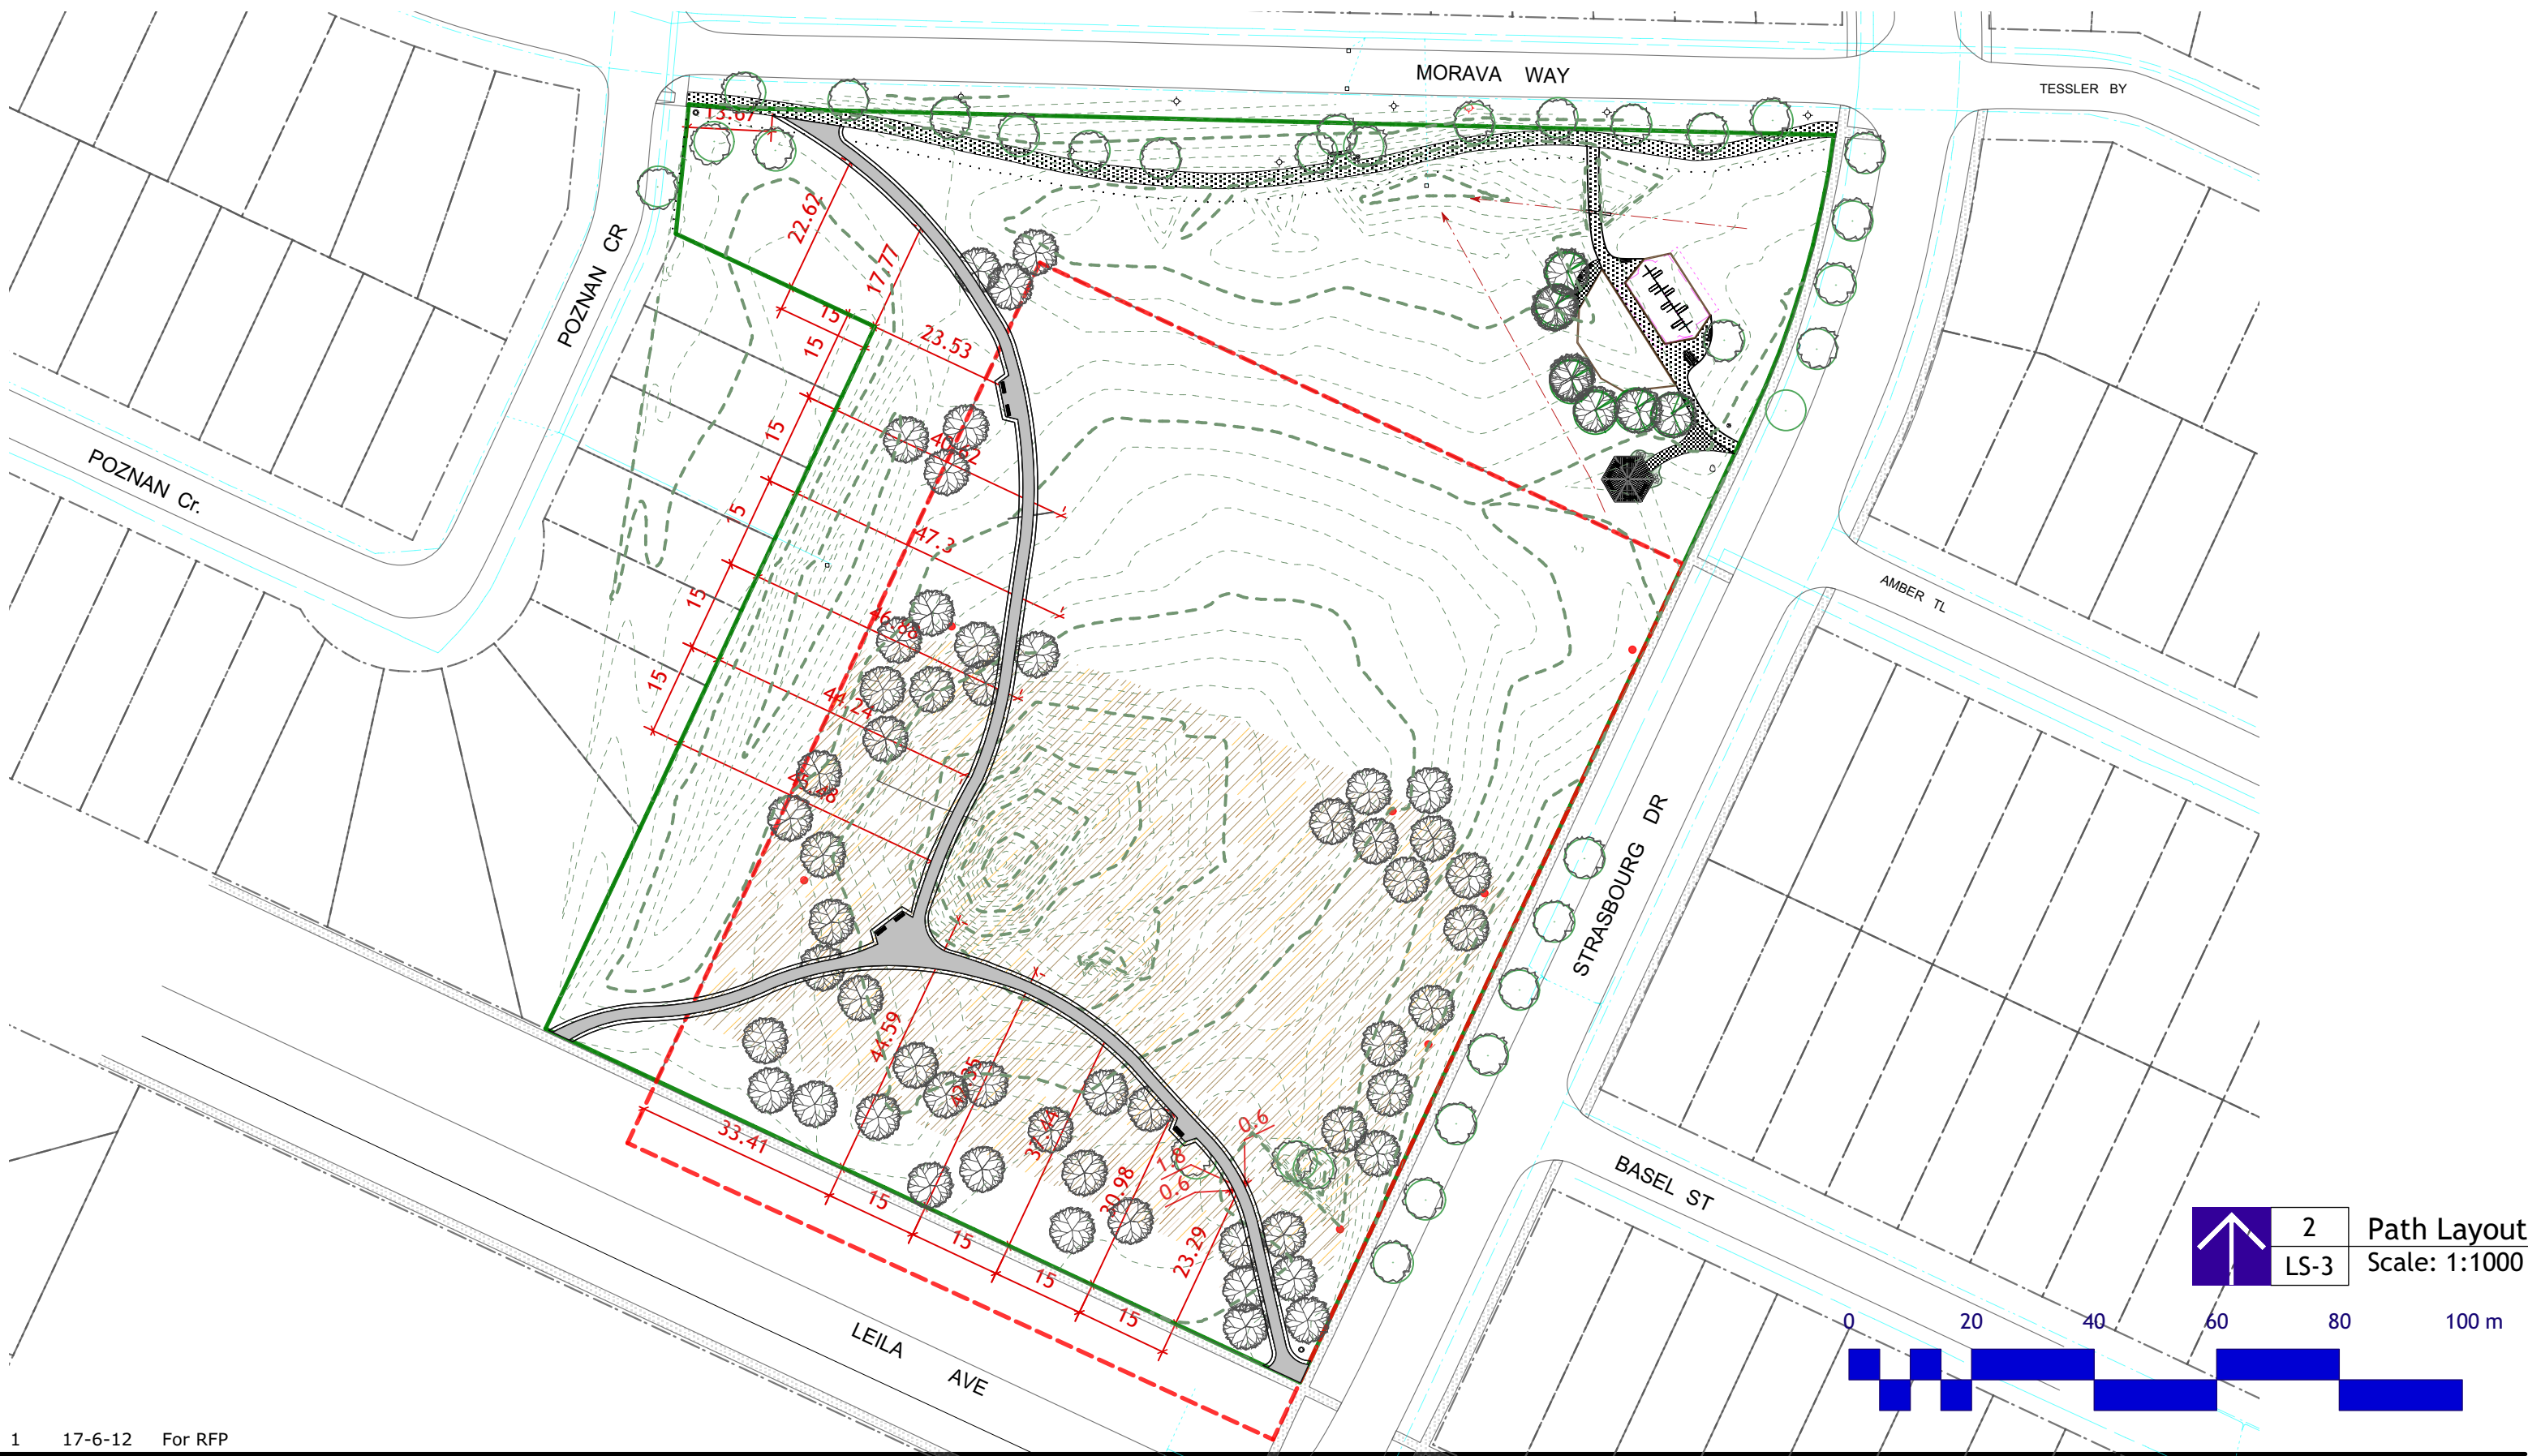 MORAVA WAY
TESSLER BY
13.67
22.62
17.77
POZNAN CR
15
15
23.53
POZNAN Cr.
15
40.62
15
47.3
AMBER TL
15
46.88
15
44.24
45.48
STRASBOURG DR
44.59
42.35
37.44
33.41
0.6
1.8
0.6
30.98
15
15
23.29
15
15
BASEL ST
LEILA AVE
2
LS-3
Path Layout
Scale: 1:1000
0 20 40 60 80 100 m
1 17-6-12 For RFP